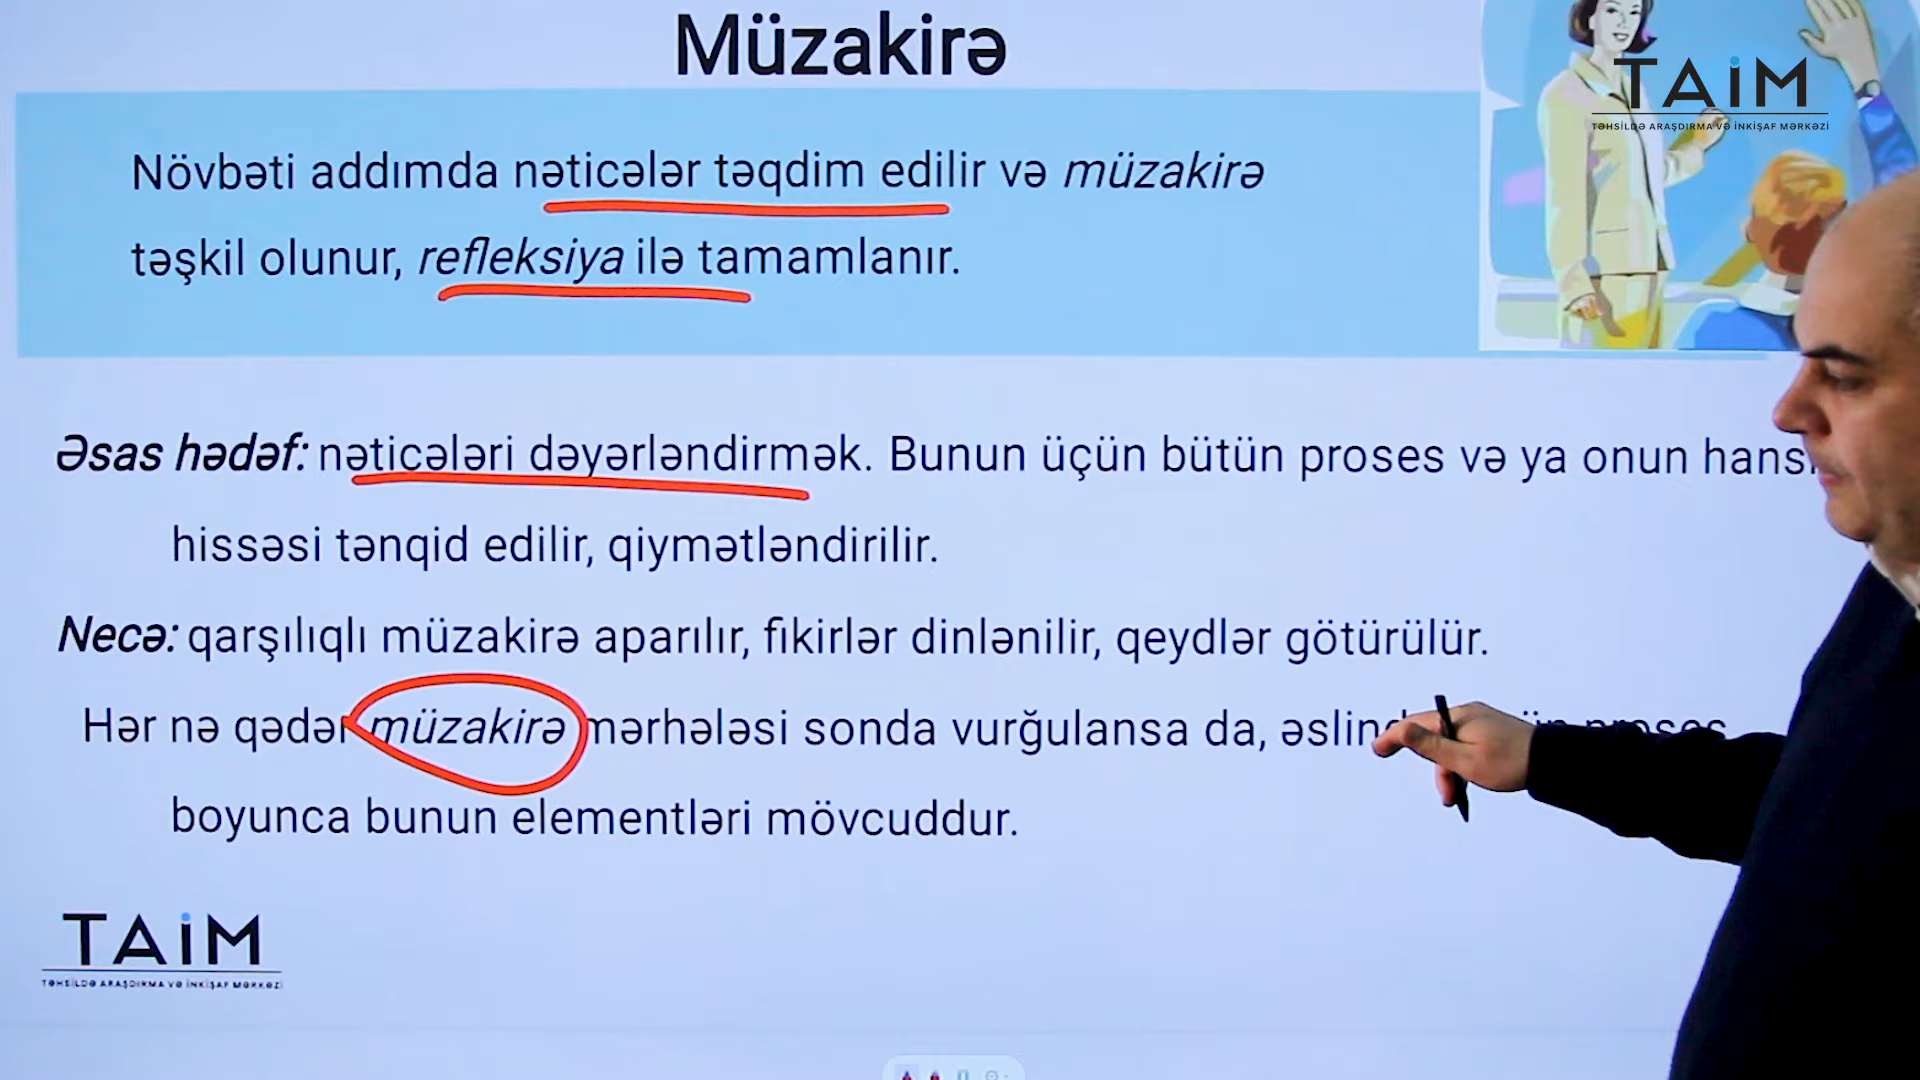 Müzakirə
TAİM
TƏHSİLDƏ ARAŞDIRMA VƏ İNKİŞAF MƏRKƏZİ
Növbəti addımda nəticələr təqdim edilir və müzakirə
təşkil olunur, refleksiya ilə tamamlanır.
Əsas hədəf: nəticələri dəyərləndirmək. Bunun üçün bütün proses və ya onun
hissəsi tənqid edilir, qiymətləndirilir.
Necə: qarşılıqlı müzakirə aparılır, fikirlər dinlənilir, qeydlər götürülür.
Hər nə qədər müzakirə mərhələsi sonda vurğulansa da, proses
boyunca bunun elementləri mövcuddur.
TAİM
TƏHSİLDƏ ARAŞDIRMA VƏ İNKİŞAF MƏRKƏZİ